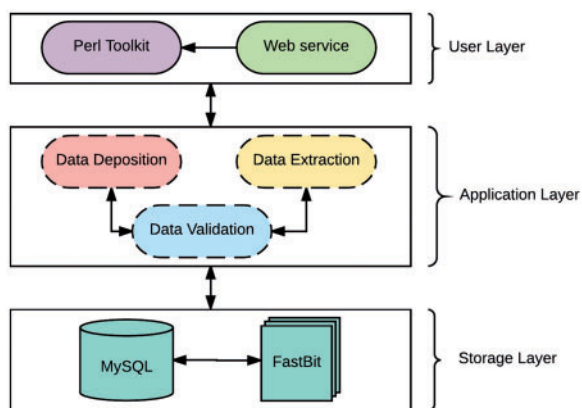 Perl Toolkit
Web service
User Layer
Data Deposition
Data Extraction
Data Validation
Application Layer
MySQL
FastBit
Storage Layer